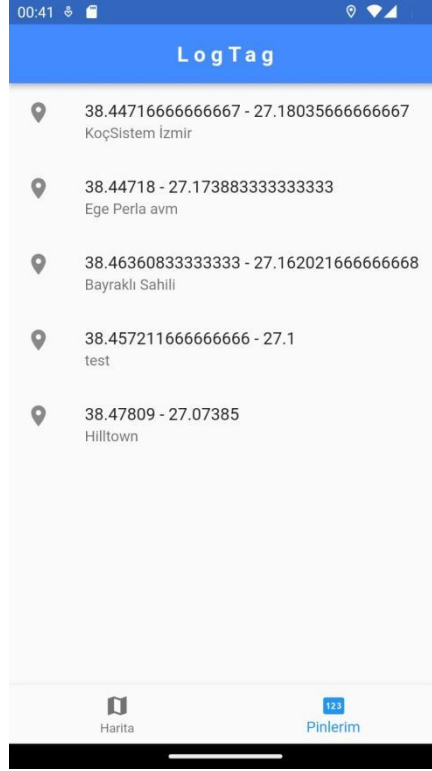 00:41
LogTag
38.44716666666667 - 27.18035666666667
KoçSistem İzmir
38.44718 - 27.173883333333333
Ege Perla avm
38.46360833333333 - 27.162021666666668
Bayraklı Sahili
38.457211666666666 - 27.1
test
38.47809 - 27.07385
Hilltown
123
Harita
Pinlerim